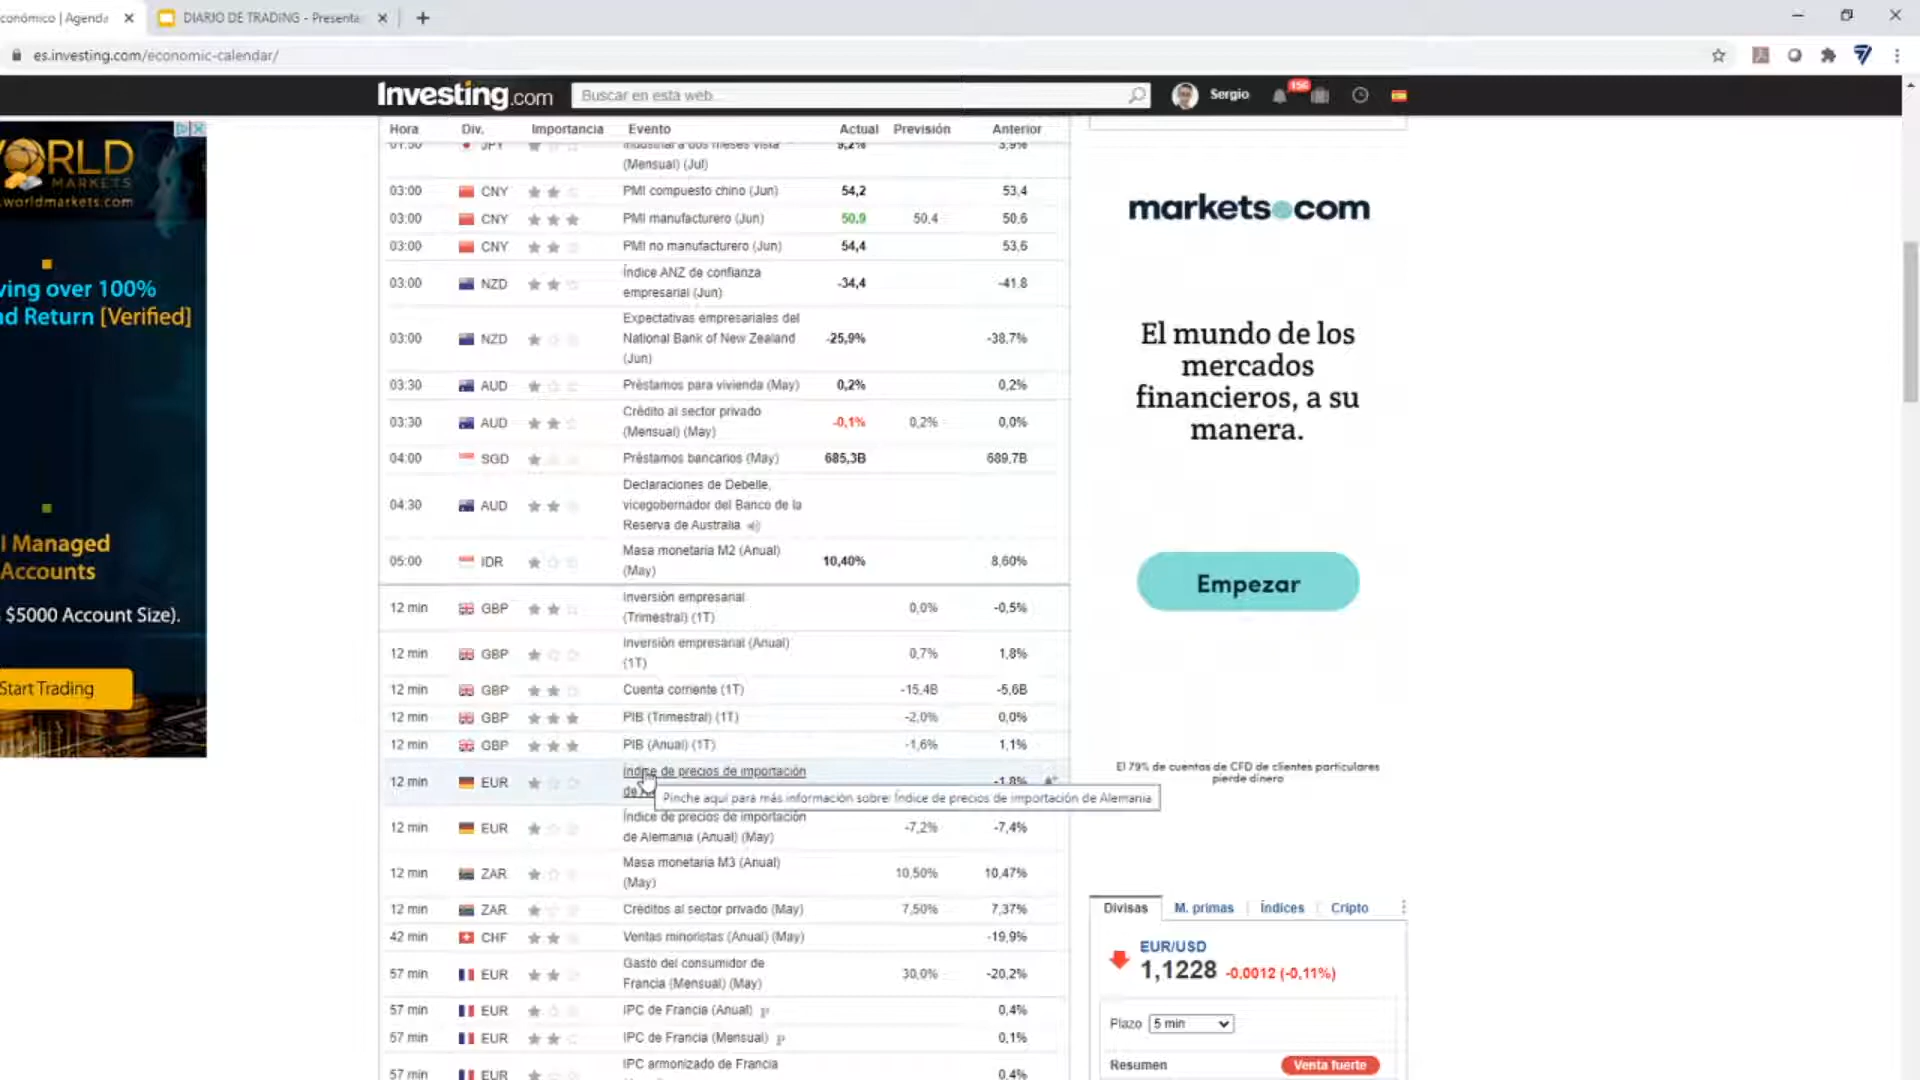 conómico | Agenda
DIARIO DE TRADING - Presenta
es.investing.com/economic-calendar/
Investing.com
Buscar en esta web...
Sergio
156
Hora Div. Importancia Evento Actual Previsión Anterior
01:50 JPY industrial a dos meses vista 9,2% 3,9%
(Mensual) (Jul)
03:00 CNY PMI compuesto chino (Jun) 54,2 53,4
03:00 CNY PMI manufacturero (Jun) 50,9 50,4 50,6
03:00 CNY PMI no manufacturero (Jun) 54,4 53,6
03:00 NZD Índice ANZ de confianza
empresarial (Jun) -34,4 -41,8
03:00 NZD Expectativas empresariales del
National Bank of New Zealand
(Jun) -25,9% -38,7%
03:30 AUD Préstamos para vivienda (May) 0,2% 0,2%
03:30 AUD Crédito al sector privado
(Mensual) (May) -0,1% 0,2% 0,0%
04:00 SGD Préstamos bancarios (May) 685,3B 689,7B
04:30 AUD Declaraciones de Debelle,
vicegobernador del Banco de la
Reserva de Australia
05:00 IDR Masa monetaria M2 (Anual)
(May) 10,40% 8,60%
12 min GBP Inversión empresarial
(Trimestral) (1T) 0,0% -0,5%
12 min GBP Inversión empresarial (Anual)
(1T) 0,7% 1,8%
12 min GBP Cuenta corriente (1T) -15,4B -5,6B
12 min GBP PIB (Trimestral) (1T) -2,0% 0,0%
12 min GBP PIB (Anual) (1T) -1,6% 1,1%
12 min EUR Índice de precios de importación
de -1,8%
Pinche aquí para más información sobre: Índice de precios de importación de Alemania
12 min EUR Índice de precios de importación
de Alemania (Anual) (May) -7,2% -7,4%
12 min ZAR Masa monetaria M3 (Anual)
(May) 10,50% 10,47%
12 min ZAR Créditos al sector privado (May) 7,50% 7,37%
42 min CHF Ventas minoristas (Anual) (May) -19,9%
57 min EUR Gasto del consumidor de
Francia (Mensual) (May) 30,0% -20,2%
57 min EUR IPC de Francia (Anual) P 0,4%
57 min EUR IPC de Francia (Mensual) P 0,1%
57 min EUR IPC armonizado de Francia 0,4%
WORLD
MARKETS
.worldmarkets.com
ving over 100%
d Return [Verified]
l Managed
Accounts
$5000 Account Size).
Start Trading
markets.com
El mundo de los
mercados
financieros, a su
manera.
Empezar
El 79% de cuentas de CFD de clientes particulares
pierde dinero
Divisas M. primas Índices Cripto
EUR/USD
1,1228 -0,0012 (-0,11%)
Plazo 5 min
Resumen Venta fuerte